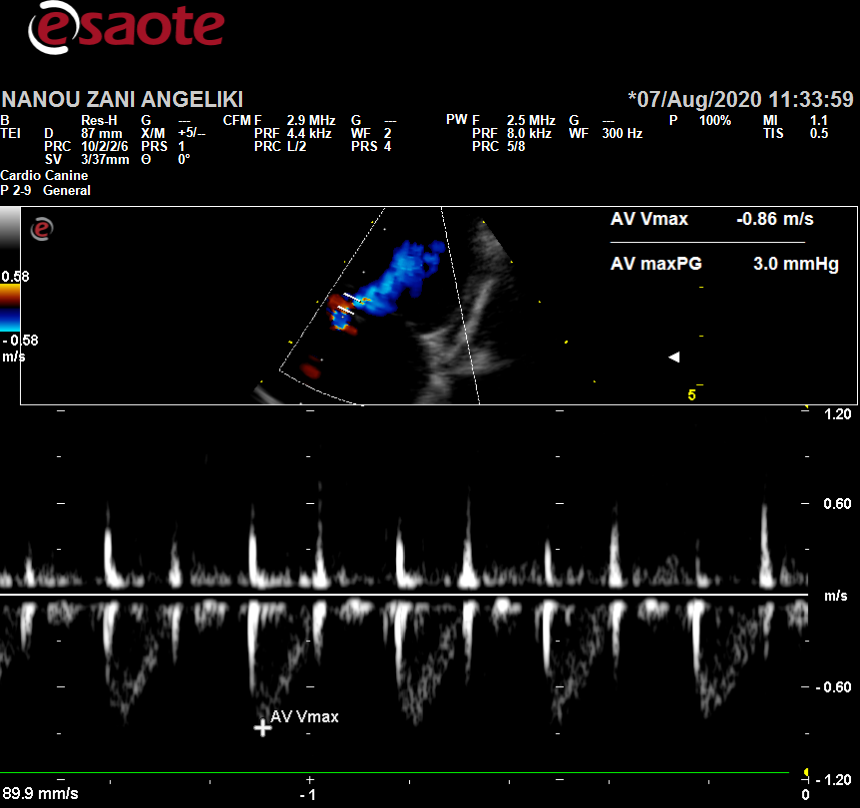 esaote
NANOU ZANI ANGELIKI *07/Aug/2020 11:33:59
B Res-H G --- CFM F 2.9 MHz G --- PW F 2.5 MHz G --- P 100% MI 1.1
TEI D 87 mm X/M +5/-- PRF 4.4 kHz WF 2 PRF 8.0 kHz WF 300 Hz TIS 0.5
PRC 10/2/2/6 PRS 1 PRC L/2 PRS 4 PRC 5/8
SV 3/37mm Θ 0°
Cardio Canine
P 2-9 General
e
AV Vmax -0.86 m/s
AV maxPG 3.0 mmHg
0.58
- 0.58
m/s
5
1.20
0.60
m/s
- 0.60
AV Vmax
- 1.20
89.9 mm/s - 1 0